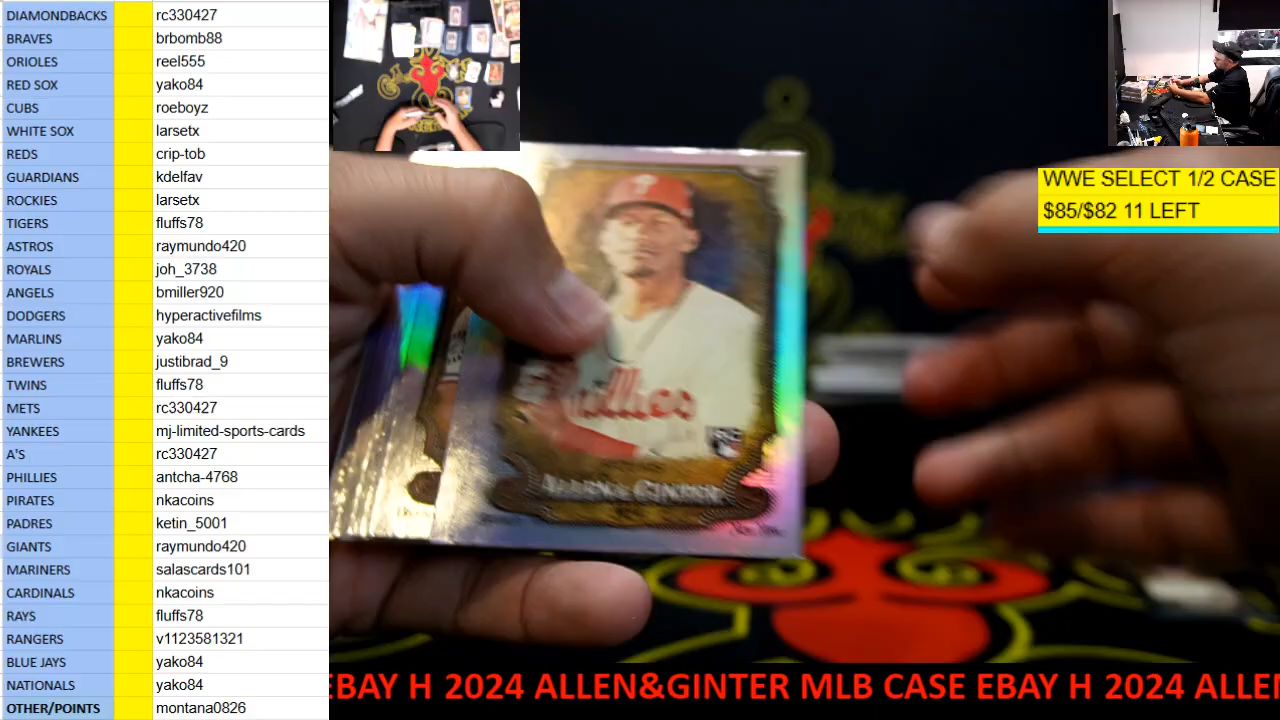 DIAMONDBACKS rc330427
BRAVES brbomb88
ORIOLES reel555
RED SOX yako84
CUBS roeboyz
WHITE SOX larsetx
REDS crip-tob
GUARDIANS kdelfav
ROCKIES larsetx
TIGERS fluffs78
ASTROS raymundo420
ROYALS joh_3738
ANGELS bmiller920
DODGERS hyperactivefilms
MARLINS yako84
BREWERS justibrad_9
TWINS fluffs78
METS rc330427
YANKEES mj-limited-sports-cards
A'S rc330427
PHILLIES antcha-4768
PIRATES nkacoins
PADRES ketin_5001
GIANTS raymundo420
MARINERS salascards101
CARDINALS nkacoins
RAYS fluffs78
RANGERS v1123581321
BLUE JAYS yako84
NATIONALS yako84
OTHER/POINTS montana0826
WWE SELECT 1/2 CASE
$85/$82 11 LEFT
P
Phillies
RC
ALLEN & GINTER
EBAY H 2024 ALLEN&GINTER MLB CASE EBAY H 2024 ALLE